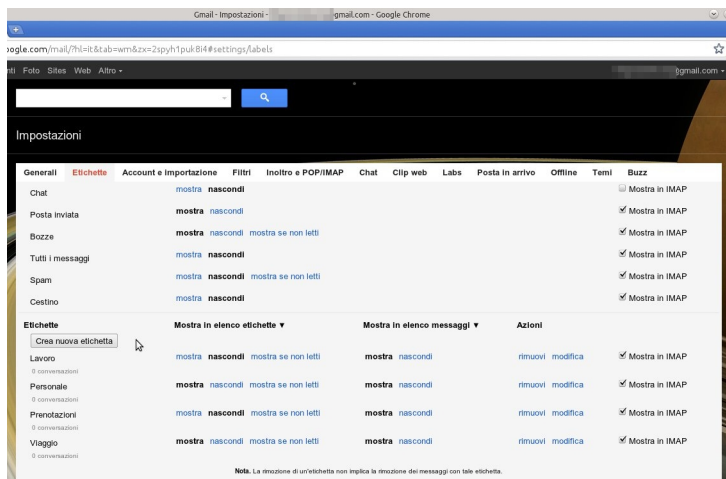 Gmail - Impostazioni - gmail.com - Google Chrome
oogle.com/mail/?hl=it&tab=wm&zx=2spyh1puk8i4#settings/labels
nti Foto Sites Web Altro
@gmail.com
Impostazioni
Generali Etichette Account e importazione Filtri Inoltro e POP/IMAP Chat Clip web Labs Posta in arrivo Offline Temi Buzz
Chat mostra nascondi Mostra in IMAP
Posta inviata mostra nascondi Mostra in IMAP
Bozze mostra nascondi mostra se non letti Mostra in IMAP
Tutti i messaggi mostra nascondi Mostra in IMAP
Spam mostra nascondi mostra se non letti Mostra in IMAP
Cestino mostra nascondi Mostra in IMAP
Etichette Mostra in elenco etichette ▼ Mostra in elenco messaggi ▼ Azioni
Crea nuova etichetta
Lavoro mostra nascondi mostra se non letti mostra nascondi rimuovi modifica Mostra in IMAP
0 conversazioni
Personale mostra nascondi mostra se non letti mostra nascondi rimuovi modifica Mostra in IMAP
0 conversazioni
Prenotazioni mostra nascondi mostra se non letti mostra nascondi rimuovi modifica Mostra in IMAP
0 conversazioni
Viaggio mostra nascondi mostra se non letti mostra nascondi rimuovi modifica Mostra in IMAP
0 conversazioni
Nota. La rimozione di un'etichetta non implica la rimozione dei messaggi con tale etichetta.